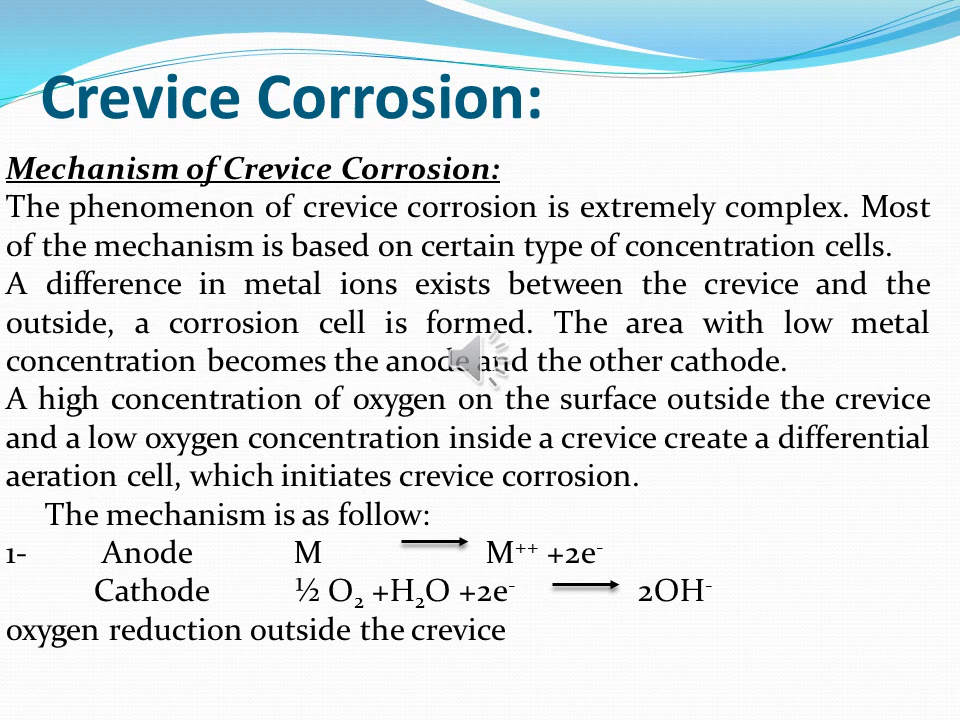 Crevice Corrosion:
Mechanism of Crevice Corrosion:
The phenomenon of crevice corrosion is extremely complex. Most
of the mechanism is based on certain type of concentration cells.
A difference in metal ions exists between the crevice and the
outside, a corrosion cell is formed. The area with low metal
concentration becomes the anode and the other cathode.
A high concentration of oxygen on the surface outside the crevice
and a low oxygen concentration inside a crevice create a differential
aeration cell, which initiates crevice corrosion.
The mechanism is as follow:
1- Anode M → M⁺⁺ +2e⁻
Cathode ½ O₂ +H₂O +2e⁻ → 2OH⁻
oxygen reduction outside the crevice